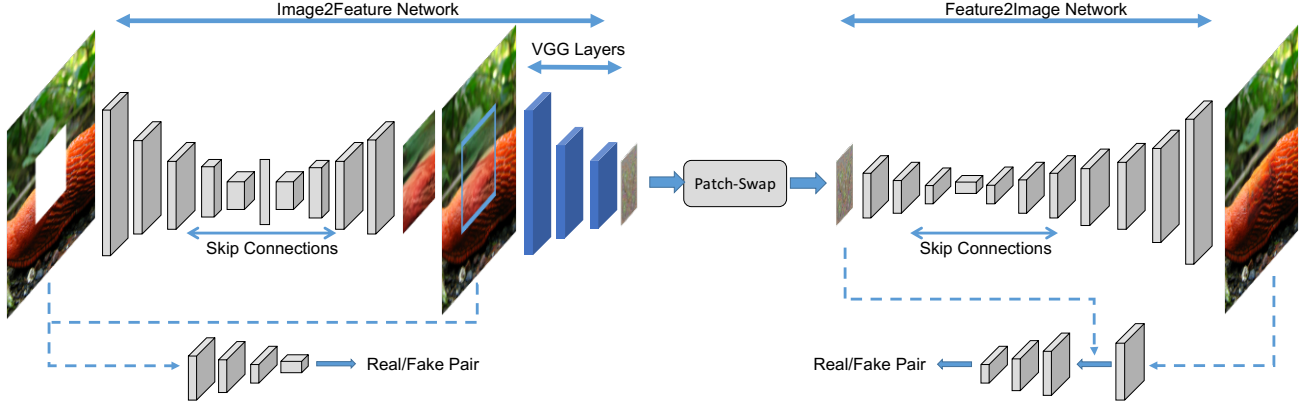 Image2Feature Network
Feature2Image Network
VGG Layers
Patch-Swap
Skip Connections
Skip Connections
Real/Fake Pair
Real/Fake Pair